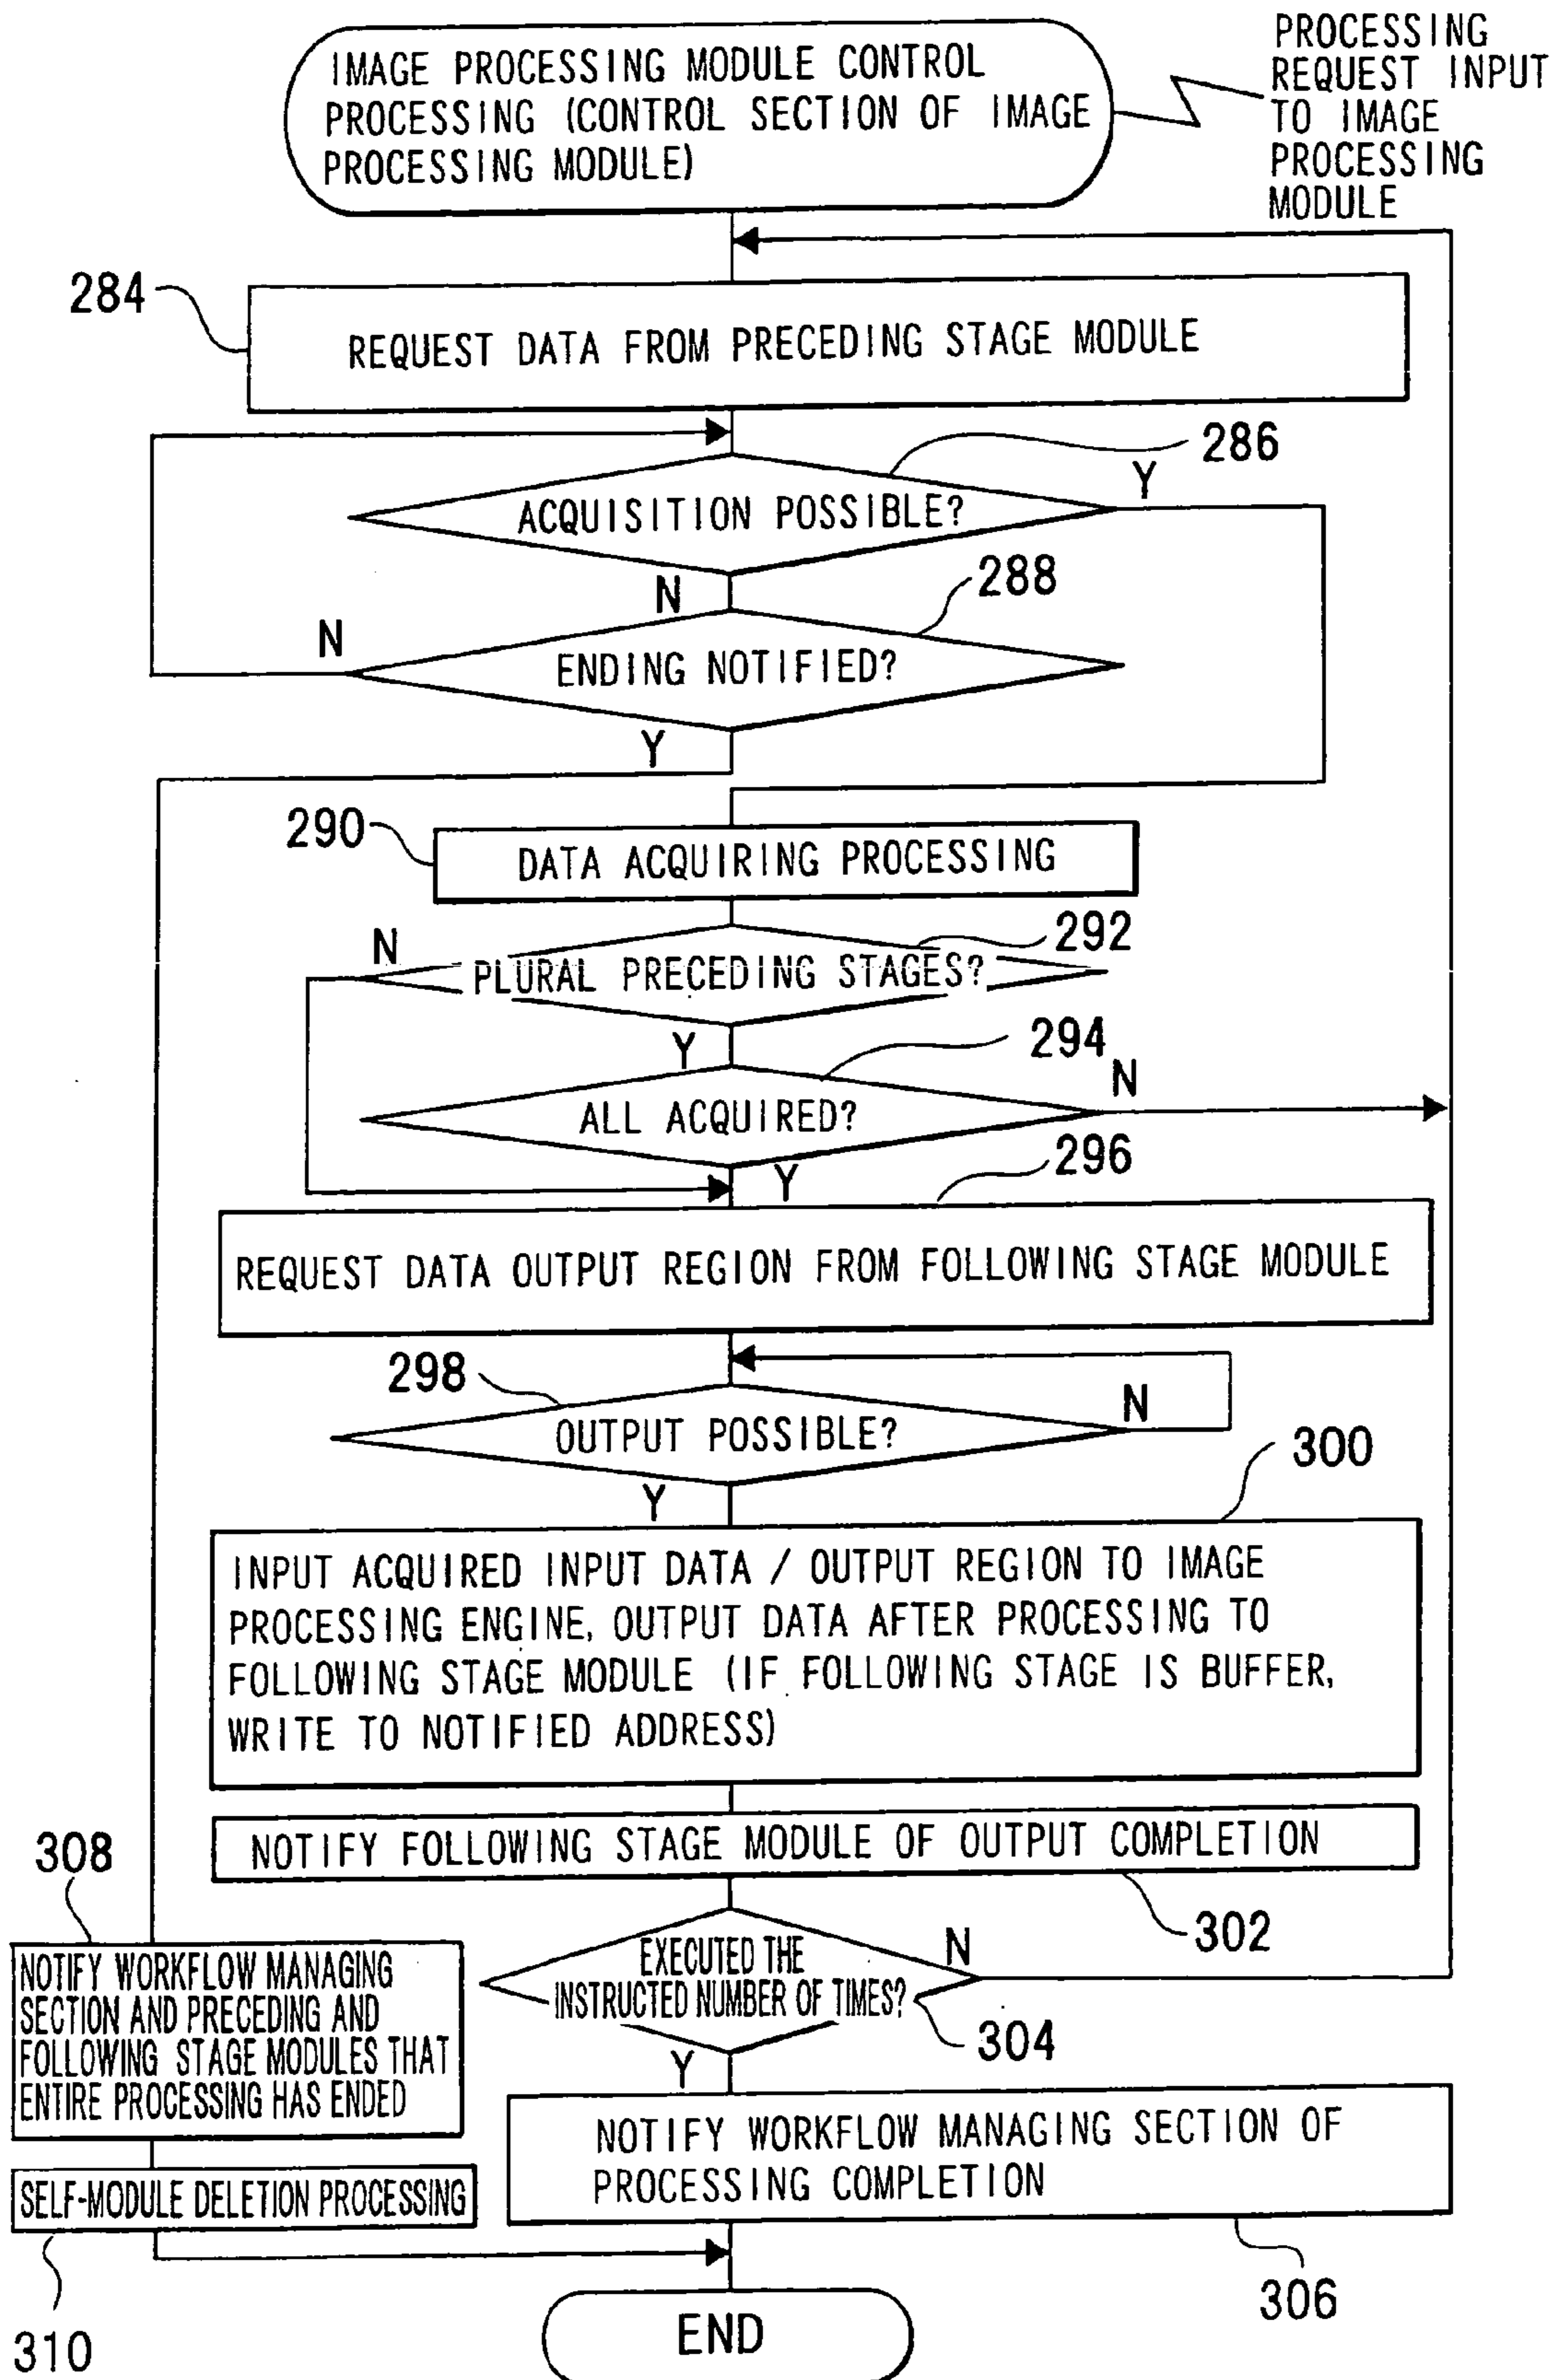 IMAGE PROCESSING MODULE CONTROL
PROCESSING (CONTROL SECTION OF IMAGE
PROCESSING MODULE)
PROCESSING
REQUEST INPUT
TO IMAGE
PROCESSING
MODULE
284
REQUEST DATA FROM PRECEDING STAGE MODULE
286
Y
ACQUISITION POSSIBLE?
N
288
N
ENDING NOTIFIED?
Y
290
DATA ACQUIRING PROCESSING
292
N
PLURAL PRECEDING STAGES?
Y
294
N
ALL ACQUIRED?
Y
296
REQUEST DATA OUTPUT REGION FROM FOLLOWING STAGE MODULE
298
N
OUTPUT POSSIBLE?
Y
300
INPUT ACQUIRED INPUT DATA / OUTPUT REGION TO IMAGE
PROCESSING ENGINE, OUTPUT DATA AFTER PROCESSING TO
FOLLOWING STAGE MODULE (IF FOLLOWING STAGE IS BUFFER,
WRITE TO NOTIFIED ADDRESS)
NOTIFY FOLLOWING STAGE MODULE OF OUTPUT COMPLETION
302
EXECUTED THE
INSTRUCTED NUMBER OF TIMES?
N
304
Y
308
NOTIFY WORKFLOW MANAGING
SECTION AND PRECEDING AND
FOLLOWING STAGE MODULES THAT
ENTIRE PROCESSING HAS ENDED
NOTIFY WORKFLOW MANAGING SECTION OF
PROCESSING COMPLETION
306
SELF-MODULE DELETION PROCESSING
310
END